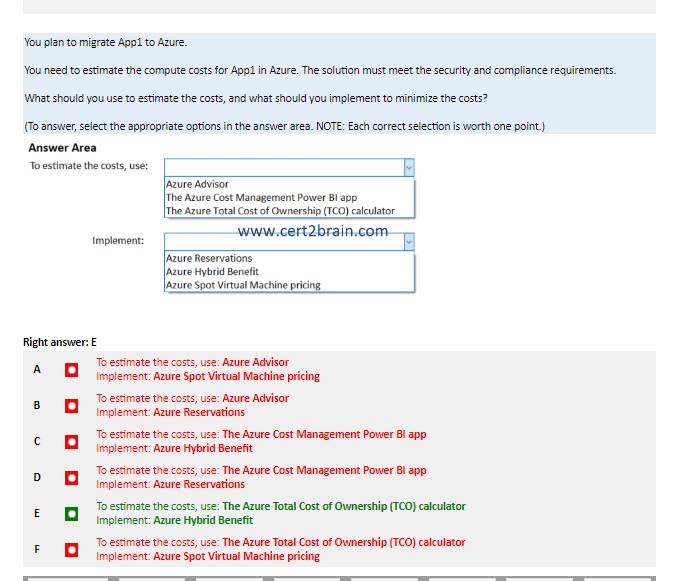 You plan to migrate App1 to Azure.
You need to estimate the compute costs for App1 in Azure. The solution must meet the security and compliance requirements.
What should you use to estimate the costs, and what should you implement to minimize the costs?
(To answer, select the appropriate options in the answer area. NOTE: Each correct selection is worth one point.)
Answer Area
To estimate the costs, use:
Azure Advisor
The Azure Cost Management Power BI app
The Azure Total Cost of Ownership (TCO) calculator
www.cert2brain.com
Implement:
Azure Reservations
Azure Hybrid Benefit
Azure Spot Virtual Machine pricing
Right answer: E
A To estimate the costs, use: Azure Advisor
Implement: Azure Spot Virtual Machine pricing
B To estimate the costs, use: Azure Advisor
Implement: Azure Reservations
C To estimate the costs, use: The Azure Cost Management Power BI app
Implement: Azure Hybrid Benefit
D To estimate the costs, use: The Azure Cost Management Power BI app
Implement: Azure Reservations
E To estimate the costs, use: The Azure Total Cost of Ownership (TCO) calculator
Implement: Azure Hybrid Benefit
F To estimate the costs, use: The Azure Total Cost of Ownership (TCO) calculator
Implement: Azure Spot Virtual Machine pricing